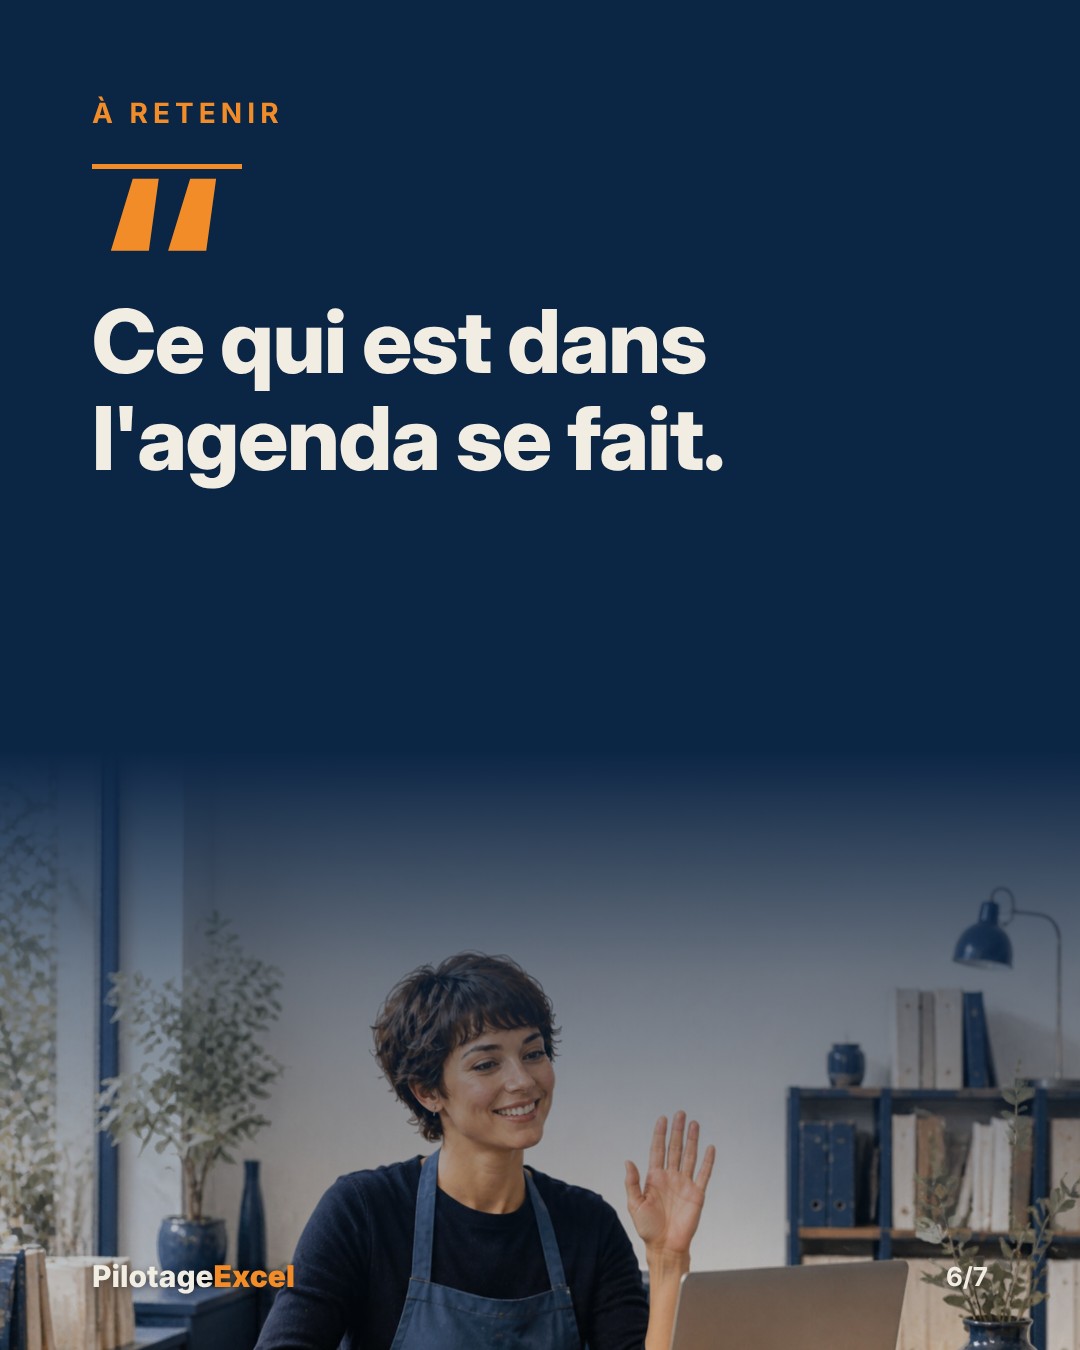 À RETENIR
"
Ce qui est dans
l'agenda se fait.
PilotageExcel
6/7